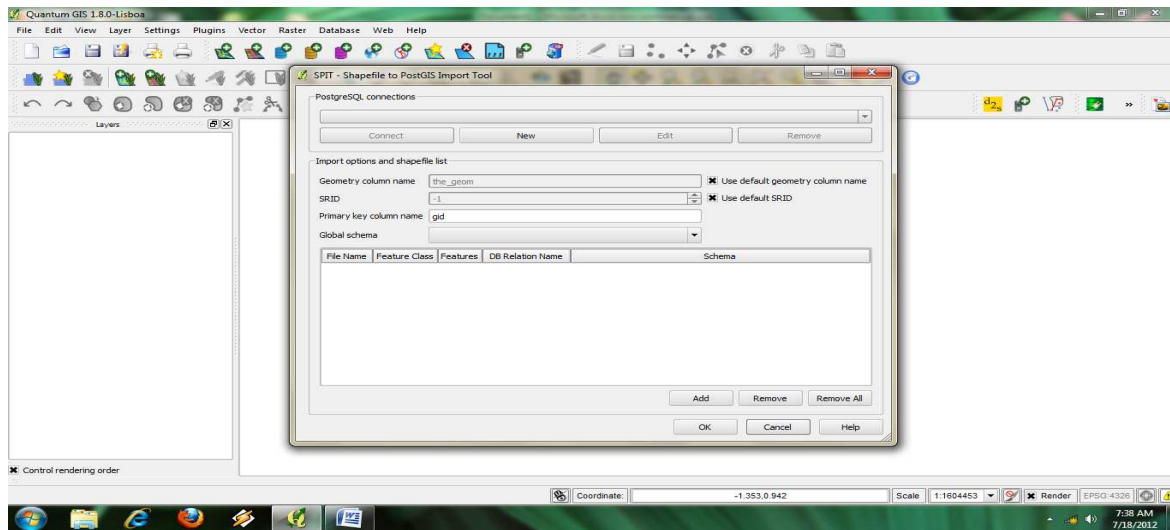 Quantum GIS 1.8.0-Lisboa
File Edit View Layer Settings Plugins Vector Raster Database Web Help
SPIT - Shapefile to PostGIS Import Tool
PostgreSQL connections
Connect New Edit Remove
Import options and shapefile list
Geometry column name the_geom Use default geometry column name
SRID -1 Use default SRID
Primary key column name gid
Global schema
File Name Feature Class Features DB Relation Name Schema
Add Remove Remove All
OK Cancel Help
Layers
Control rendering order
Coordinate: -1.353,0.942 Scale 1:1604453 Render EPSG:4326
7:38 AM
7/18/2012